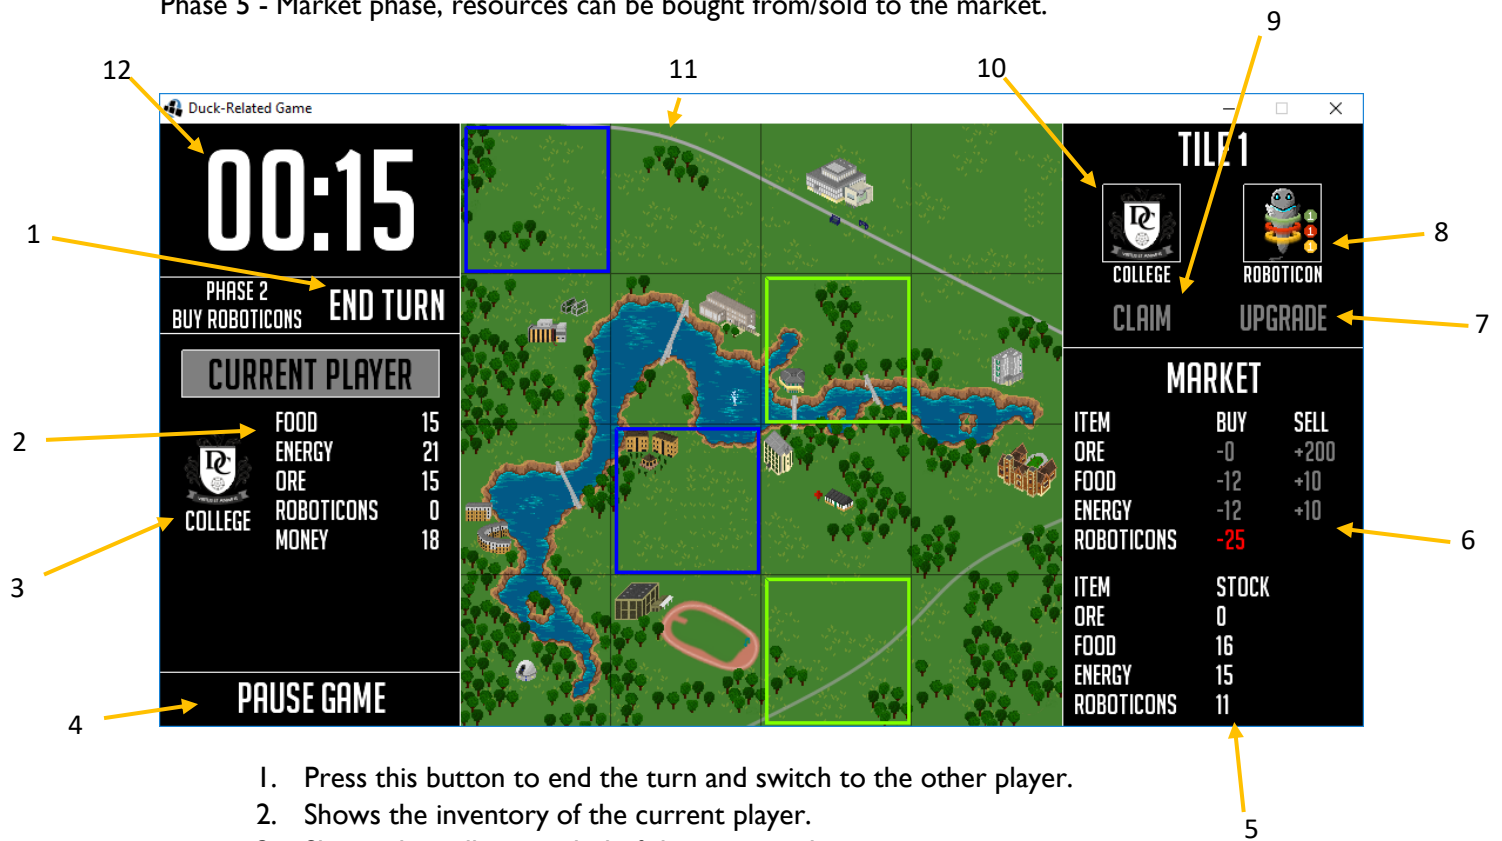 Phase 5 - Market phase, resources can be bought from/sold to the market.
9
12
11
10
Duck-Related Game
00:15
TILE 1
DC
1
1
1
COLLEGE
ROBOTICON
1
8
PHASE 2
BUY ROBOTICONS
END TURN
CLAIM
UPGRADE
7
CURRENT PLAYER
MARKET
FOOD 15
ENERGY 21
ORE 15
ROBOTICONS 0
MONEY 18
2
DC
COLLEGE
3
ITEM BUY SELL
ORE -0 +200
FOOD -12 +10
ENERGY -12 +10
ROBOTICONS -25
6
ITEM STOCK
ORE 0
FOOD 16
ENERGY 15
ROBOTICONS 11
PAUSE GAME
4
1. Press this button to end the turn and switch to the other player.
2. Shows the inventory of the current player.
5